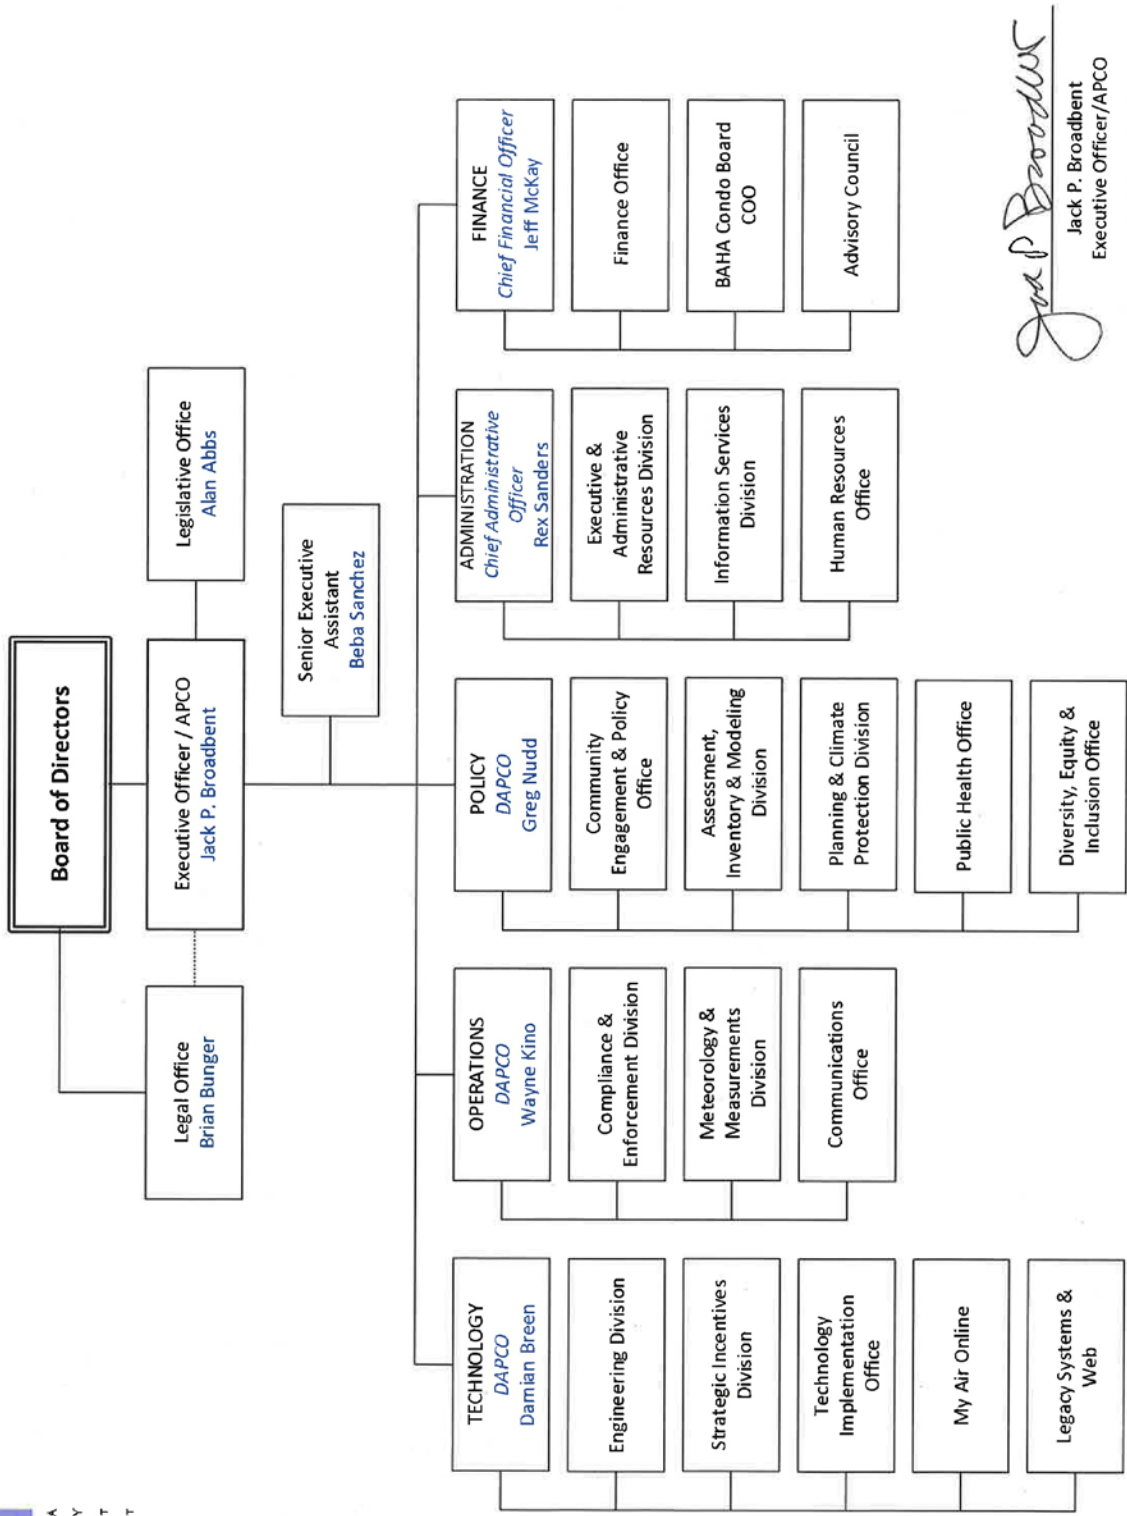 Board of Directors
Legal Office
Brian Bunger
Executive Officer / APCO
Jack P. Broadbent
Legislative Office
Alan Abbs
Senior Executive
Assistant
Beba Sanchez
TECHNOLOGY
DAPCO
Damian Breen
Engineering Division
Strategic Incentives
Division
Technology
Implementation
Office
My Air Online
Legacy Systems &
Web
OPERATIONS
DAPCO
Wayne Kino
Compliance &
Enforcement Division
Meteorology &
Measurements
Division
Communications
Office
POLICY
DAPCO
Greg Nudd
Community
Engagement & Policy
Office
Assessment,
Inventory & Modeling
Division
Planning & Climate
Protection Division
Public Health Office
Diversity, Equity &
Inclusion Office
ADMINISTRATION
Chief Administrative
Officer
Rex Sanders
Executive &
Administrative
Resources Division
Information Services
Division
Human Resources
Office
FINANCE
Chief Financial Officer
Jeff McKay
Finance Office
BAHA Condo Board
COO
Advisory Council
Jack P. Broadbent
Executive Officer/APCO